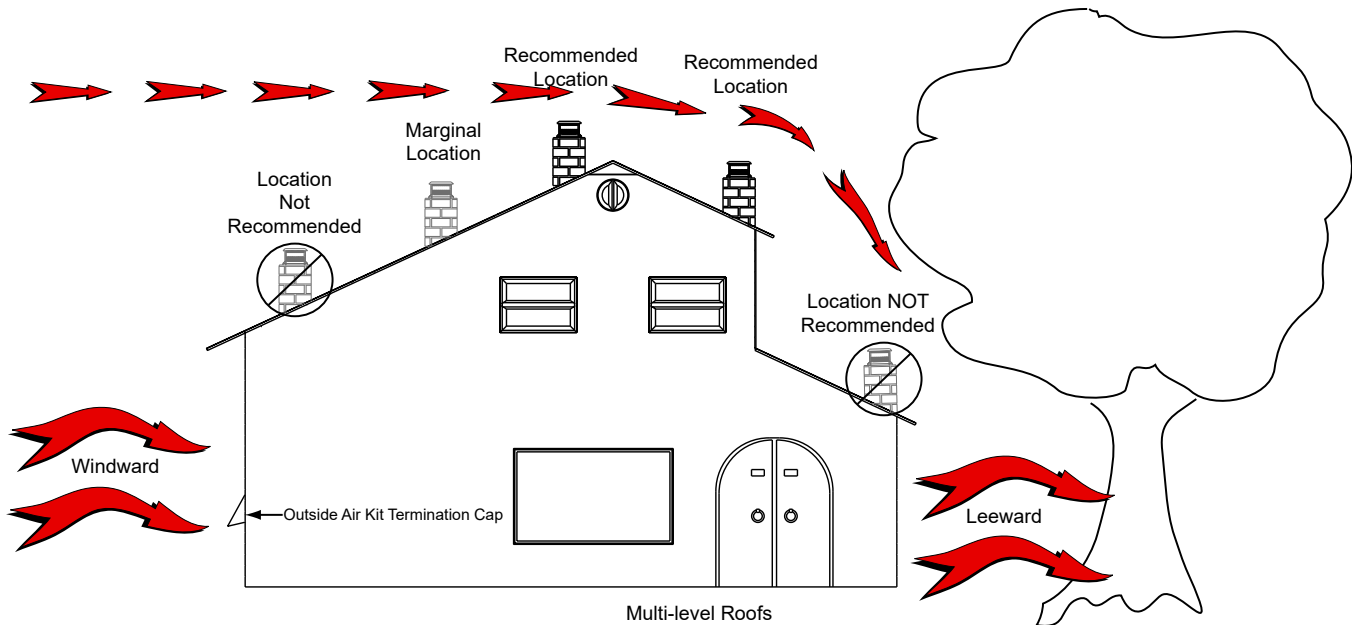 Recommended
Location
Recommended
Location
Marginal
Location
Location
Not
Recommended
Location NOT
Recommended
Windward
Outside Air Kit Termination Cap
Leeward
Multi-level Roofs